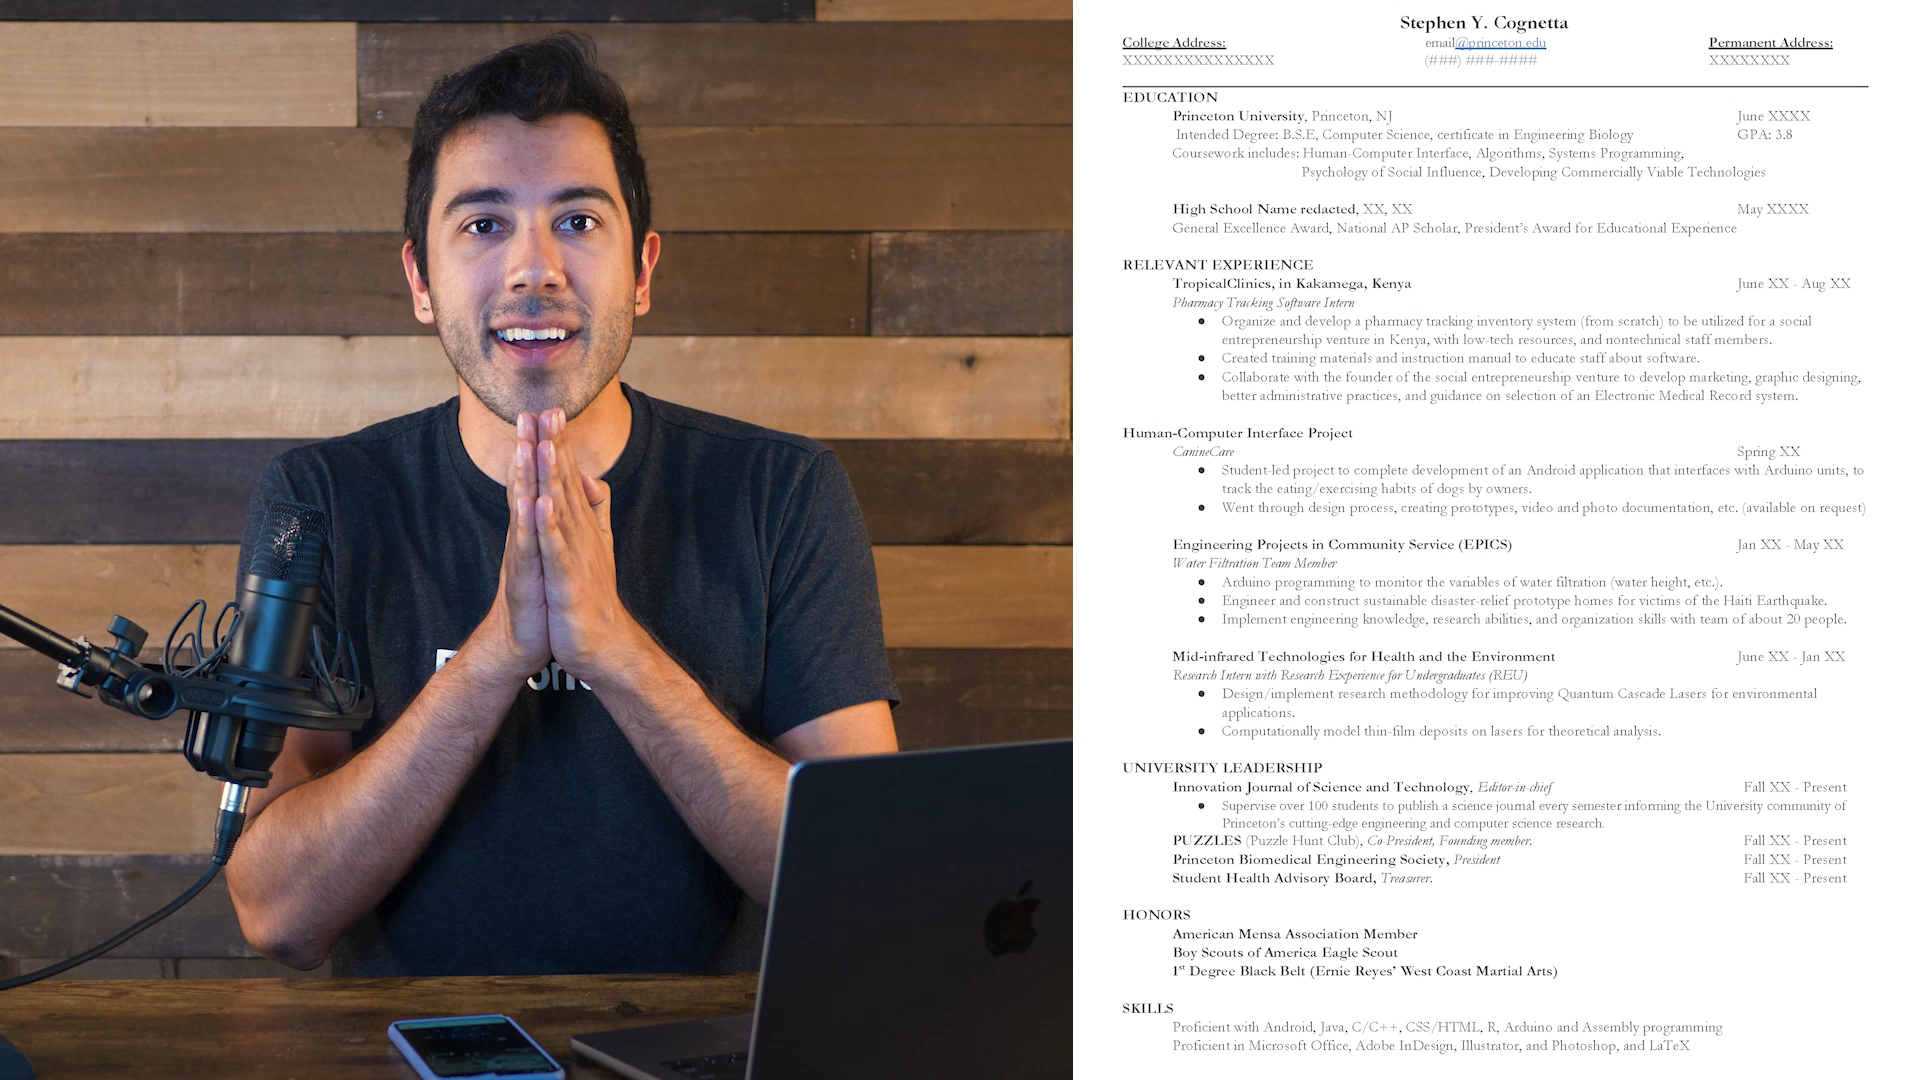 Stephen Y. Cognetta
College Address: email@princeton.edu Permanent Address:
XXXXXXXXXXXXXXX (###) ###-#### XXXXXXXX
EDUCATION
Princeton University, Princeton, NJ June XXXX
Intended Degree: B.S.E, Computer Science, certificate in Engineering Biology GPA: 3.8
Coursework includes: Human-Computer Interface, Algorithms, Systems Programming,
Psychology of Social Influence, Developing Commercially Viable Technologies
High School Name redacted, XX, XX May XXXX
General Excellence Award, National AP Scholar, President's Award for Educational Experience
RELEVANT EXPERIENCE
TropicalClinics, in Kakamega, Kenya June XX - Aug XX
Pharmacy Tracking Software Intern
● Organize and develop a pharmacy tracking inventory system (from scratch) to be utilized for a social
entrepreneurship venture in Kenya, with low-tech resources, and nontechnical staff members.
● Created training materials and instruction manual to educate staff about software.
● Collaborate with the founder of the social entrepreneurship venture to develop marketing, graphic designing,
better administrative practices, and guidance on selection of an Electronic Medical Record system.
Human-Computer Interface Project
CanineCare Spring XX
● Student-led project to complete development of an Android application that interfaces with Arduino units, to
track the eating/exercising habits of dogs by owners.
● Went through design process, creating prototypes, video and photo documentation, etc. (available on request)
Engineering Projects in Community Service (EPICS) Jan XX - May XX
Water Filtration Team Member
● Arduino programming to monitor the variables of water filtration (water height, etc.).
● Engineer and construct sustainable disaster-relief prototype homes for victims of the Haiti Earthquake.
● Implement engineering knowledge, research abilities, and organization skills with team of about 20 people.
Mid-infrared Technologies for Health and the Environment June XX - Jan XX
Research Intern with Research Experience for Undergraduates (REU)
● Design/implement research methodology for improving Quantum Cascade Lasers for environmental
applications.
● Computationally model thin-film deposits on lasers for theoretical analysis.
UNIVERSITY LEADERSHIP
Innovation Journal of Science and Technology, Editor-in-chief Fall XX - Present
● Supervise over 100 students to publish a science journal every semester informing the University community of
Princeton's cutting-edge engineering and computer science research.
PUZZLES (Puzzle Hunt Club), Co-President, Founding member. Fall XX - Present
Princeton Biomedical Engineering Society, President Fall XX - Present
Student Health Advisory Board, Treasurer. Fall XX - Present
HONORS
American Mensa Association Member
Boy Scouts of America Eagle Scout
1st Degree Black Belt (Ernie Reyes' West Coast Martial Arts)
SKILLS
Proficient with Android, Java, C/C++, CSS/HTML, R, Arduino and Assembly programming
Proficient in Microsoft Office, Adobe InDesign, Illustrator, and Photoshop, and LaTeX